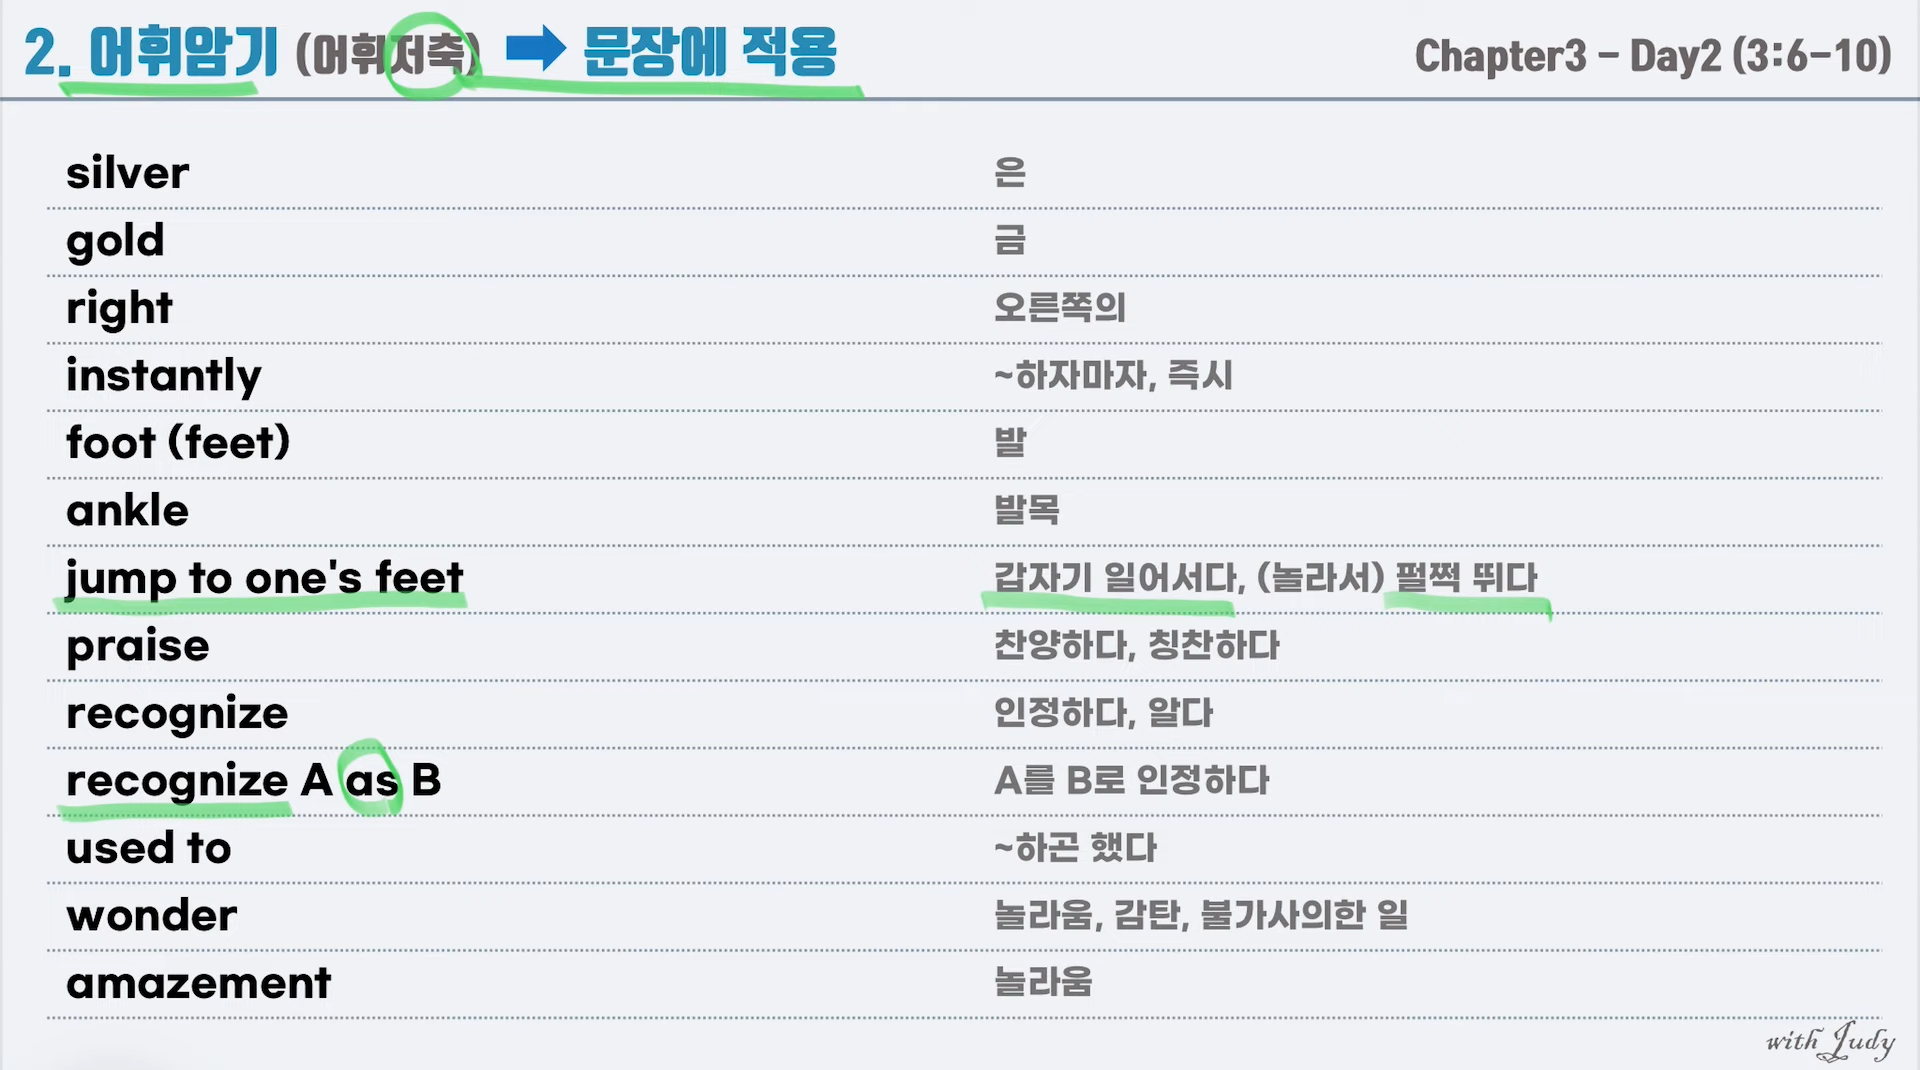 2. 어휘암기 (어휘저축) ➡ 문장에 적용
Chapter3 - Day2 (3:6-10)
silver 은
gold 금
right 오른쪽의
instantly ~하자마자, 즉시
foot (feet) 발
ankle 발목
jump to one's feet 갑자기 일어서다, (놀라서) 펄쩍 뛰다
praise 찬양하다, 칭찬하다
recognize 인정하다, 알다
recognize A as B A를 B로 인정하다
used to ~하곤 했다
wonder 놀라움, 감탄, 불가사의한 일
amazement 놀라움
with Judy